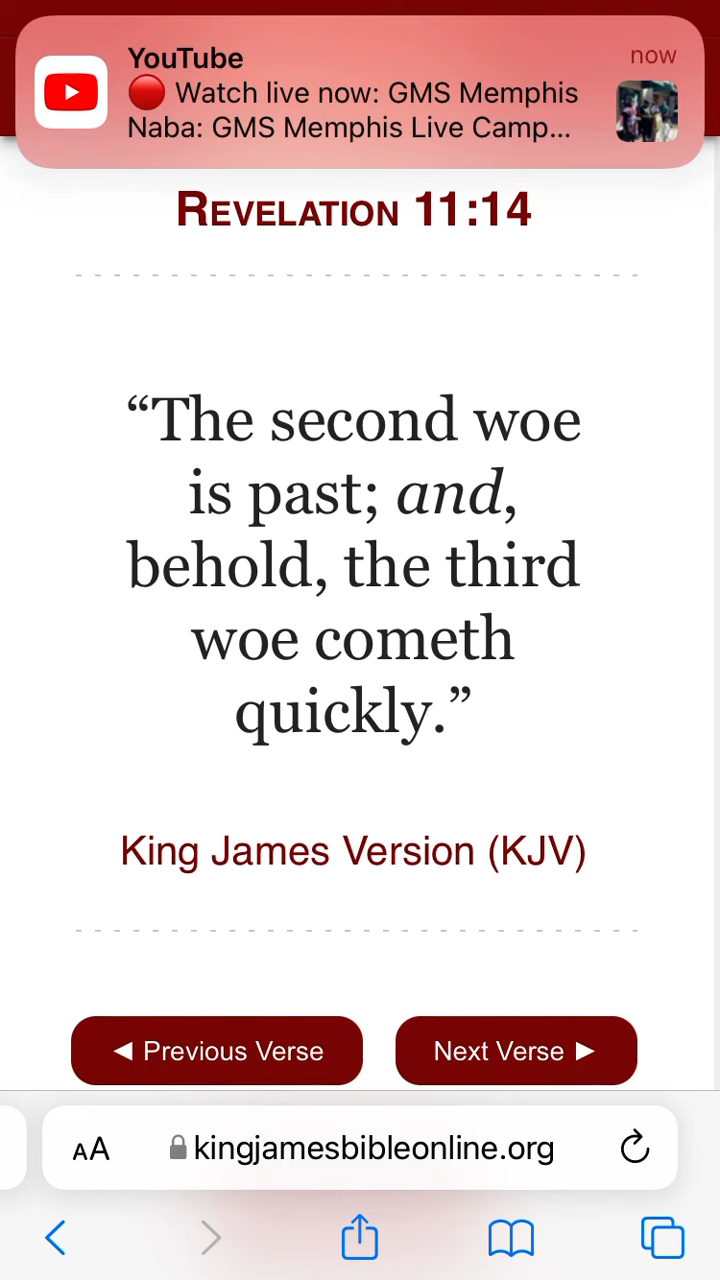 YouTube
now
🔴 Watch live now: GMS Memphis
Naba: GMS Memphis Live Camp...
REVELATION 11:14
“The second woe
is past; and,
behold, the third
woe cometh
quickly.”
King James Version (KJV)
◄ Previous Verse
Next Verse ►
AA
kingjamesbibleonline.org